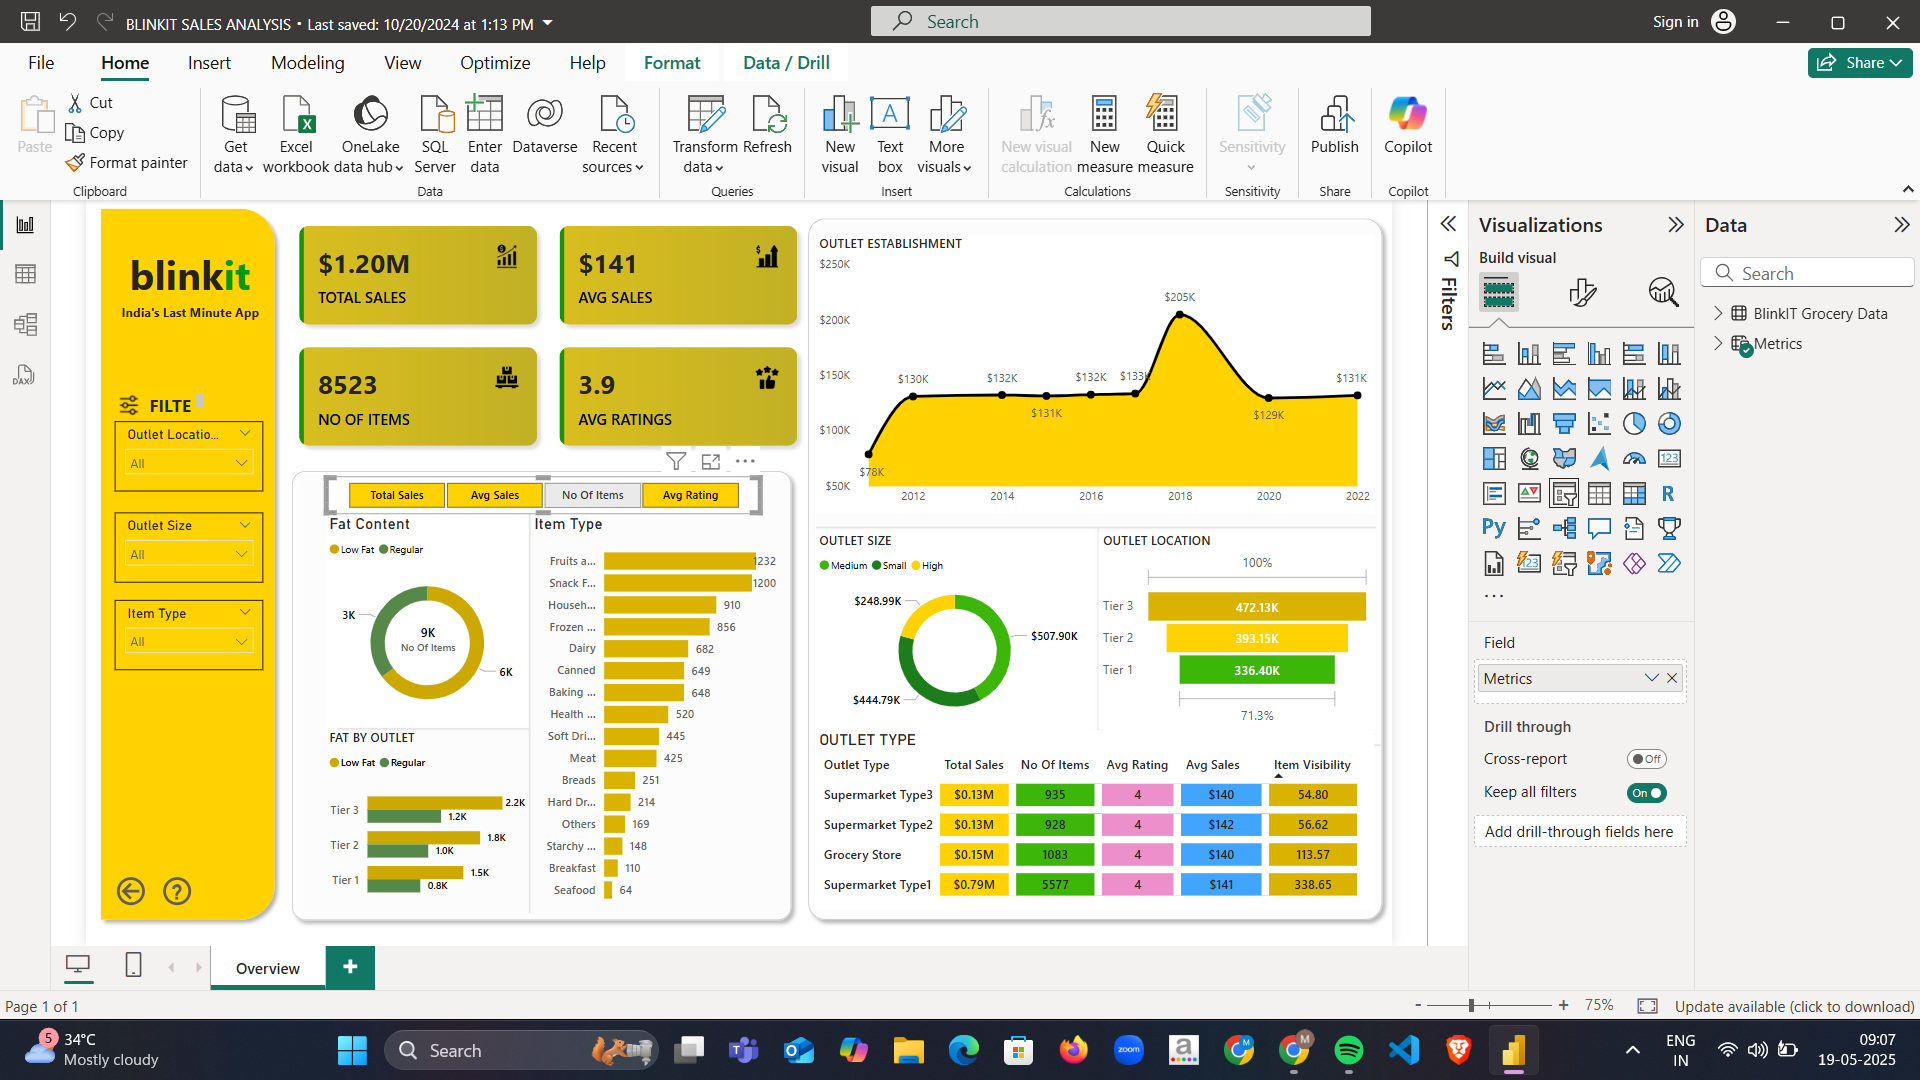 BLINKIT SALES ANALYSIS • Last saved: 10/20/2024 at 1:13 PM
Search
Sign in
File
Home
Insert
Modeling
View
Optimize
Help
Format
Data / Drill
Share
Paste
Cut
Copy
Format painter
Clipboard
Get
data
Excel
workbook
OneLake
data hub
SQL
Server
Enter
data
Dataverse
Recent
sources
Data
Transform
data
Refresh
Queries
New
visual
Text
box
More
visuals
Insert
New visual
calculation
New
measure
Quick
measure
Calculations
Sensitivity
Sensitivity
Publish
Share
Copilot
Copilot
blinkit
India's Last Minute App
FILTE
Outlet Locatio...
All
Outlet Size
All
Item Type
All
$1.20M
TOTAL SALES
$141
AVG SALES
8523
NO OF ITEMS
3.9
AVG RATINGS
Total Sales
Avg Sales
No Of Items
Avg Rating
Fat Content
Low Fat Regular
3K
9K
No Of Items
6K
FAT BY OUTLET
Low Fat Regular
Tier 3 2.2K
1.2K
Tier 2 1.8K
1.0K
Tier 1 1.5K
0.8K
Item Type
Fruits a... 1232
Snack F... 1200
Househ... 910
Frozen ... 856
Dairy 682
Canned 649
Baking ... 648
Health ... 520
Soft Dri... 445
Meat 425
Breads 251
Hard Dr... 214
Others 169
Starchy ... 148
Breakfast 110
Seafood 64
OUTLET ESTABLISHMENT
$250K
$200K
$150K
$100K
$50K
$78K
$130K
$132K
$131K
$132K
$133K
$205K
$129K
$131K
2012 2014 2016 2018 2020 2022
OUTLET SIZE
Medium Small High
$248.99K
$507.90K
$444.79K
OUTLET LOCATION
100%
Tier 3 472.13K
Tier 2 393.15K
Tier 1 336.40K
71.3%
OUTLET TYPE
Outlet Type Total Sales No Of Items Avg Rating Avg Sales Item Visibility
Supermarket Type3 $0.13M 935 4 $140 54.80
Supermarket Type2 $0.13M 928 4 $142 56.62
Grocery Store $0.15M 1083 4 $140 113.57
Supermarket Type1 $0.79M 5577 4 $141 338.65
Filters
Visualizations
Build visual
123
R
Py
123
Field
Metrics
Drill through
Cross-report Off
Keep all filters On
Add drill-through fields here
Data
Search
BlinkIT Grocery Data
Metrics
DAX
Overview
Page 1 of 1
- + 75%
Update available (click to download)
5
34°C
Mostly cloudy
Search
zoom
a
M
M
ENG
IN
09:07
19-05-2025